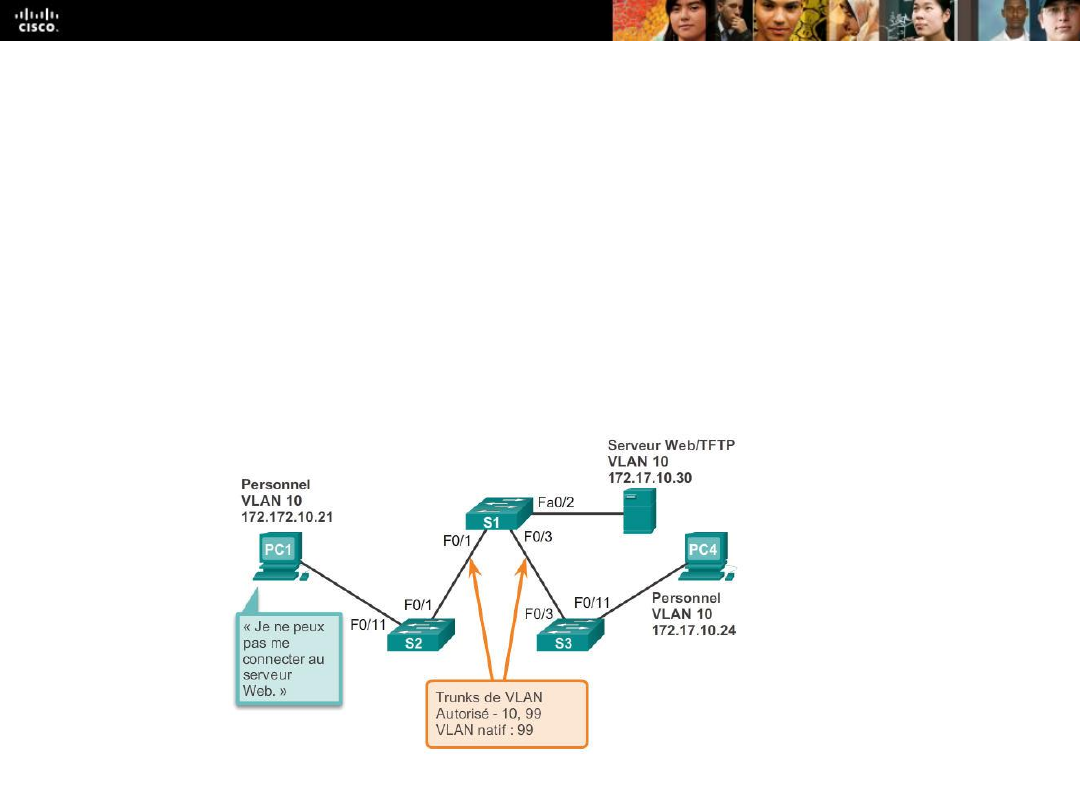 CISCO.
Serveur Web/TFTP
VLAN 10
172.17.10.30
Personnel
VLAN 10
172.172.10.21
Fa0/2
S1
F0/1
F0/3
PC1
PC4
F0/1
F0/11
F0/11
F0/3
S2
S3
Personnel
VLAN 10
172.17.10.24
« Je ne peux
pas me
connecter au
serveur
Web. »
Trunks de VLAN
Autorisé - 10, 99
VLAN natif : 99